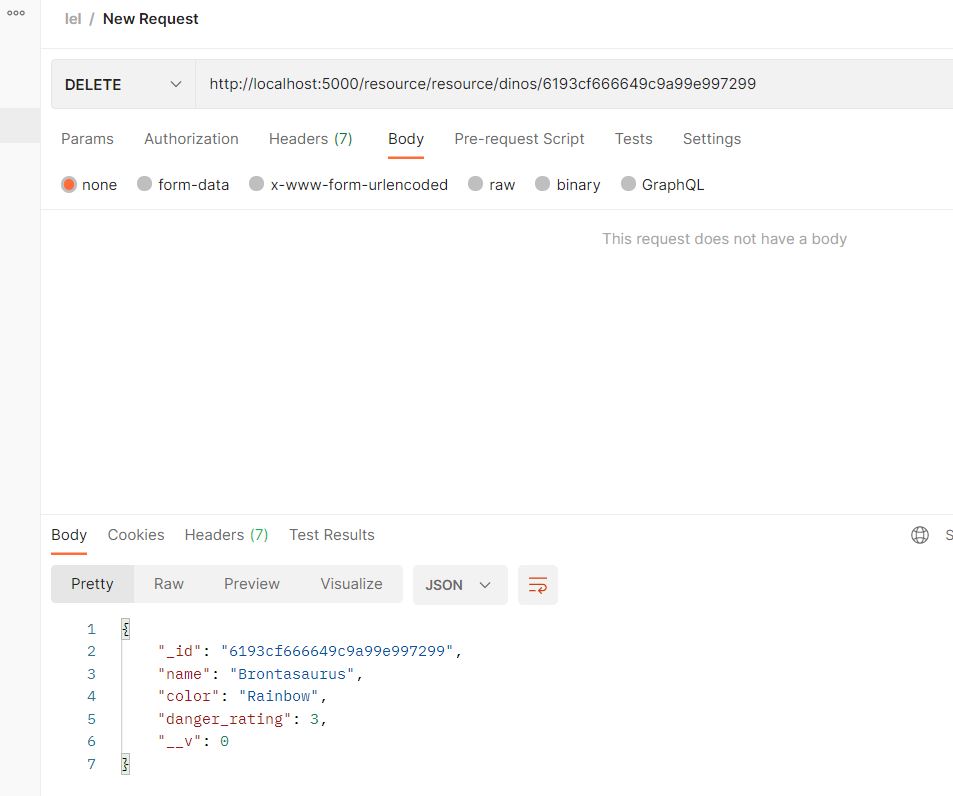 lel / New Request
DELETE http://localhost:5000/resource/resource/dinos/6193cf666649c9a99e997299
Params Authorization Headers (7) Body Pre-request Script Tests Settings
none form-data x-www-form-urlencoded raw binary GraphQL
This request does not have a body
Body Cookies Headers (7) Test Results S
Pretty Raw Preview Visualize JSON
1 {
2 "_id": "6193cf666649c9a99e997299",
3 "name": "Brontasaurus",
4 "color": "Rainbow",
5 "danger_rating": 3,
6 "__v": 0
7 }